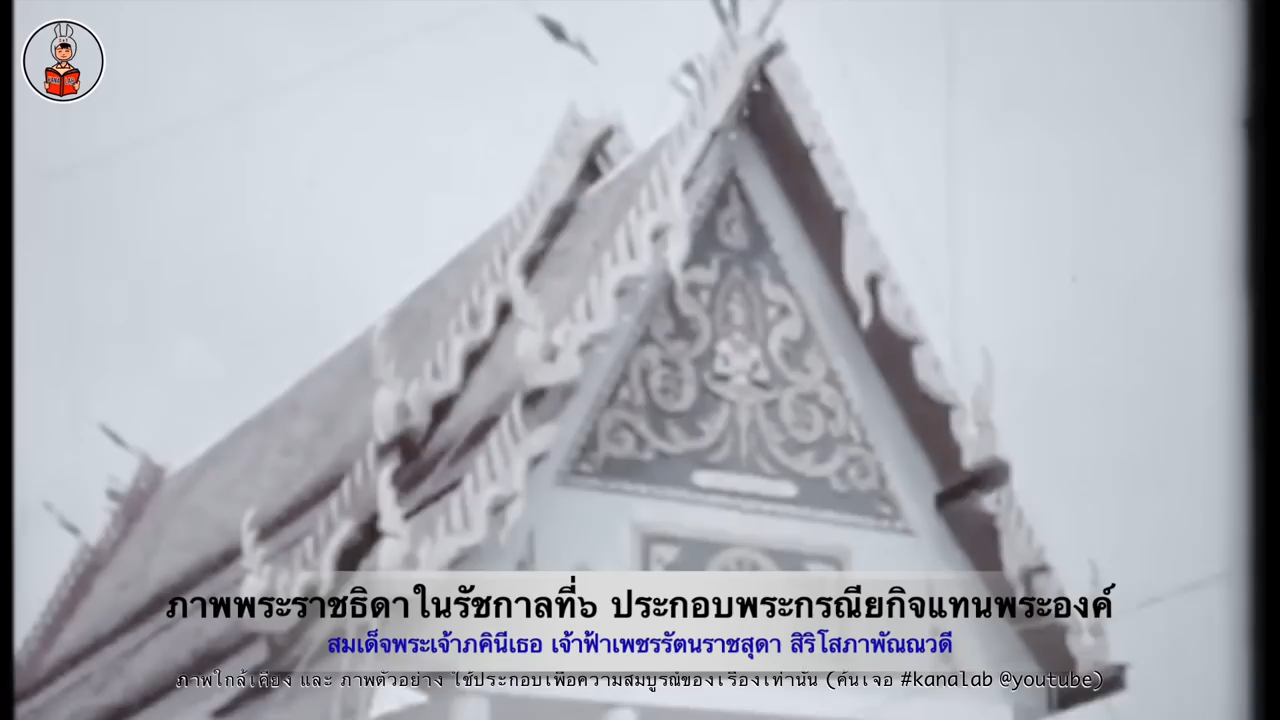 ภาพพระราชธิดาในรัชกาลที่๖ ประกอบพระกรณียกิจแทนพระองค์
สมเด็จพระเจ้าภคินีเธอ เจ้าฟ้าเพชรรัตนราชสุดา สิริโสภาพัณณวดี
ภาพใกล้เคียง และ ภาพตัวอย่าง ใช้ประกอบเพื่อความสมบูรณ์ของเรื่องเท่านั้น (ค้นเจอ #kanalab @youtube)